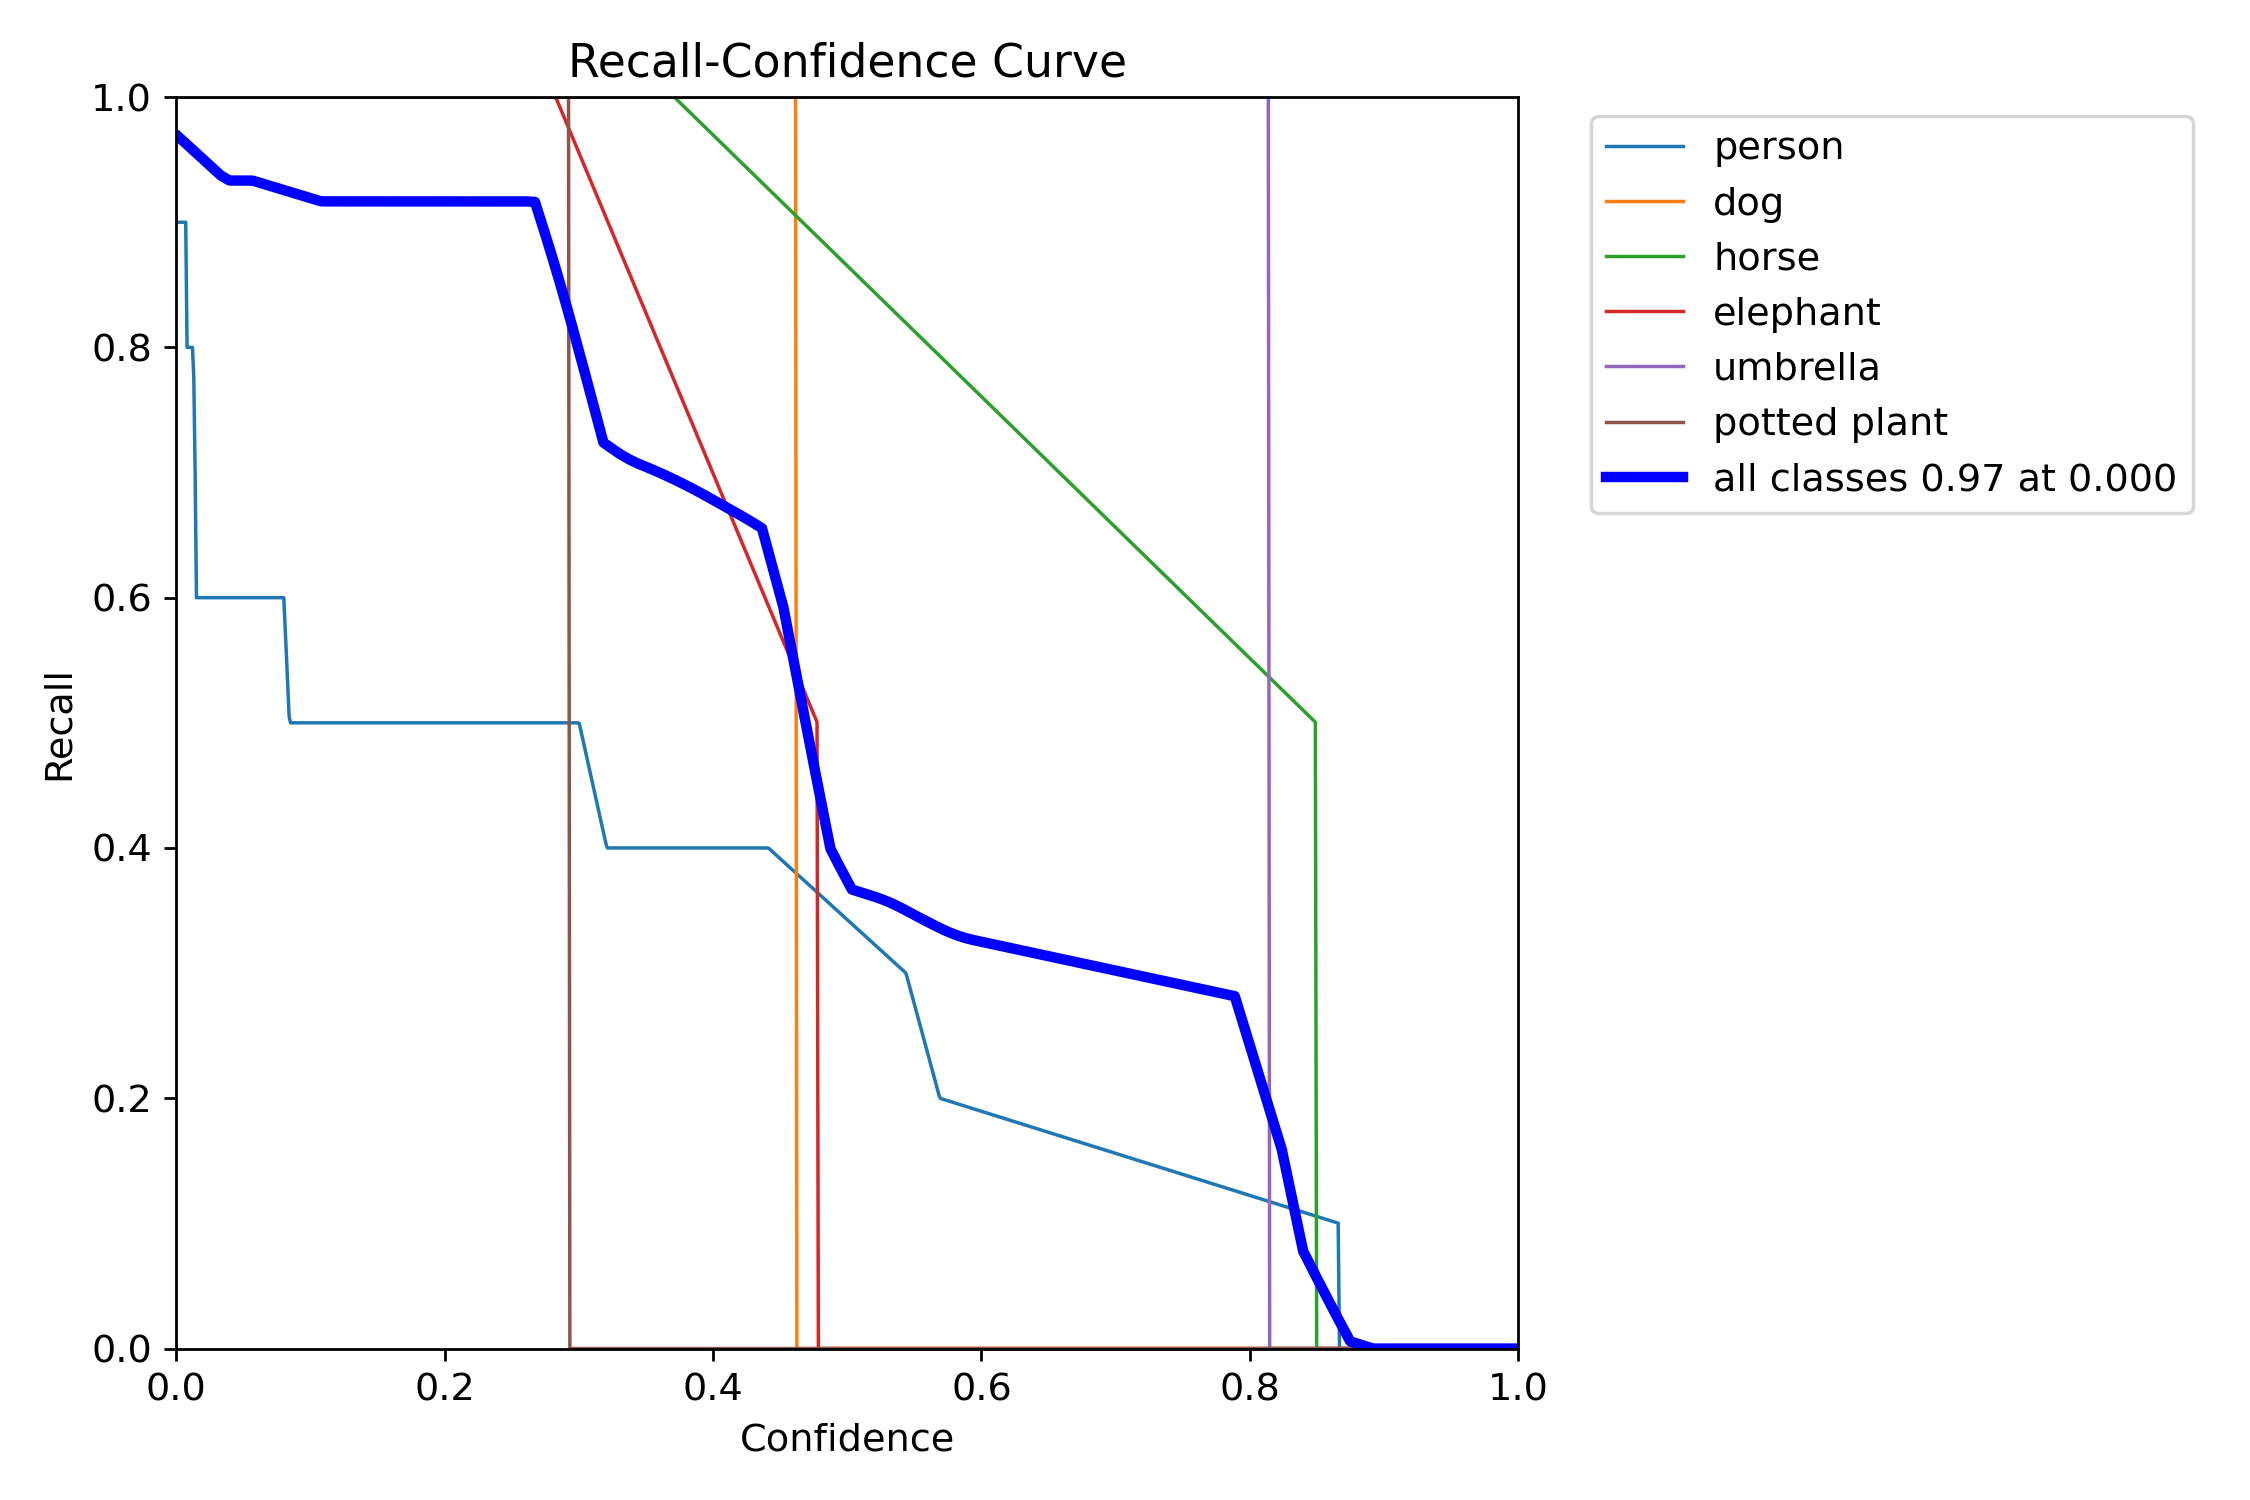 Recall-Confidence Curve
1.0
0.8
0.6
0.4
0.2
0.0
Recall
0.0 0.2 0.4 0.6 0.8 1.0
Confidence
person
dog
horse
elephant
umbrella
potted plant
all classes 0.97 at 0.000